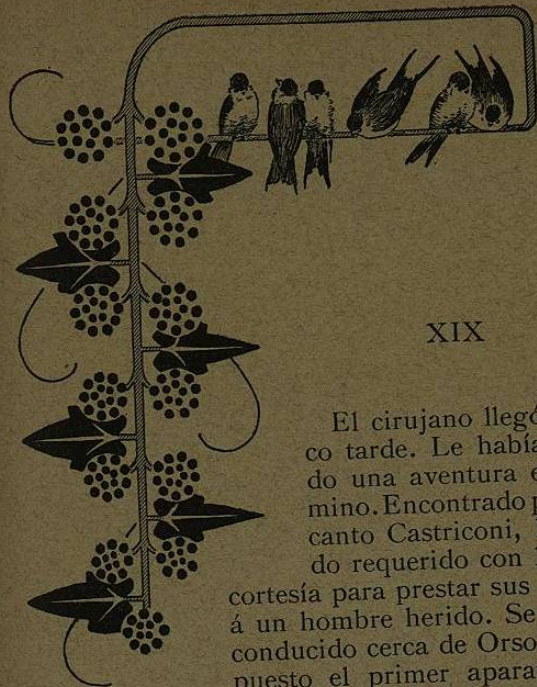 XIX
El cirujano llegó
co tarde. Le había
do una aventura e
mino. Encontrado p
canto Castriconi,
do requerido con
cortesía para prestar sus
á un hombre herido. Se
conducido cerca de Orso
puesto el primer apara